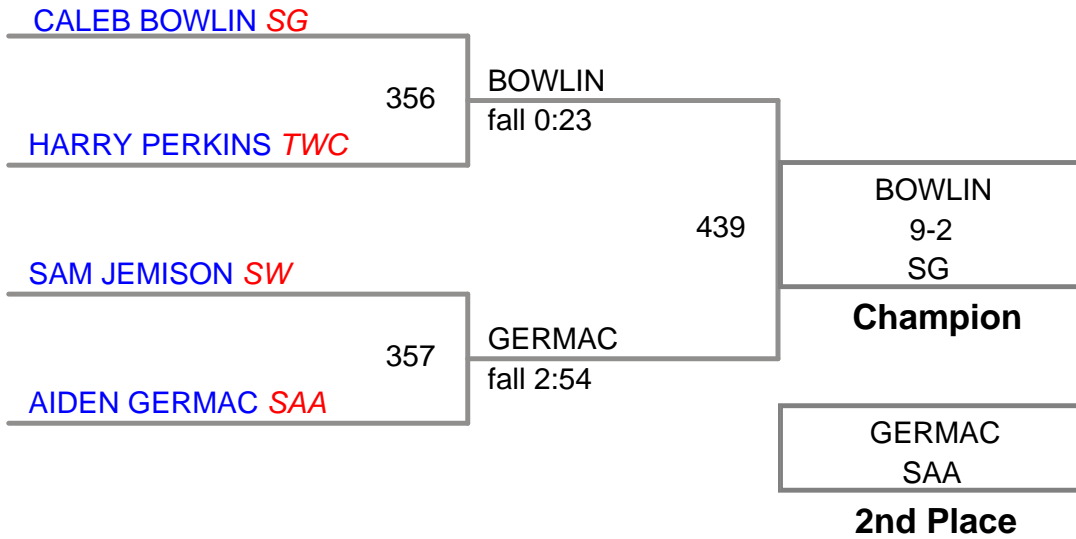 CALEB BOWLIN SG
356
BOWLIN
fall 0:23
HARRY PERKINS TWC
439
BOWLIN
9-2
SG
Champion
SAM JEMISON SW
357
GERMAC
fall 2:54
AIDEN GERMAC SAA
GERMAC
SAA
2nd Place